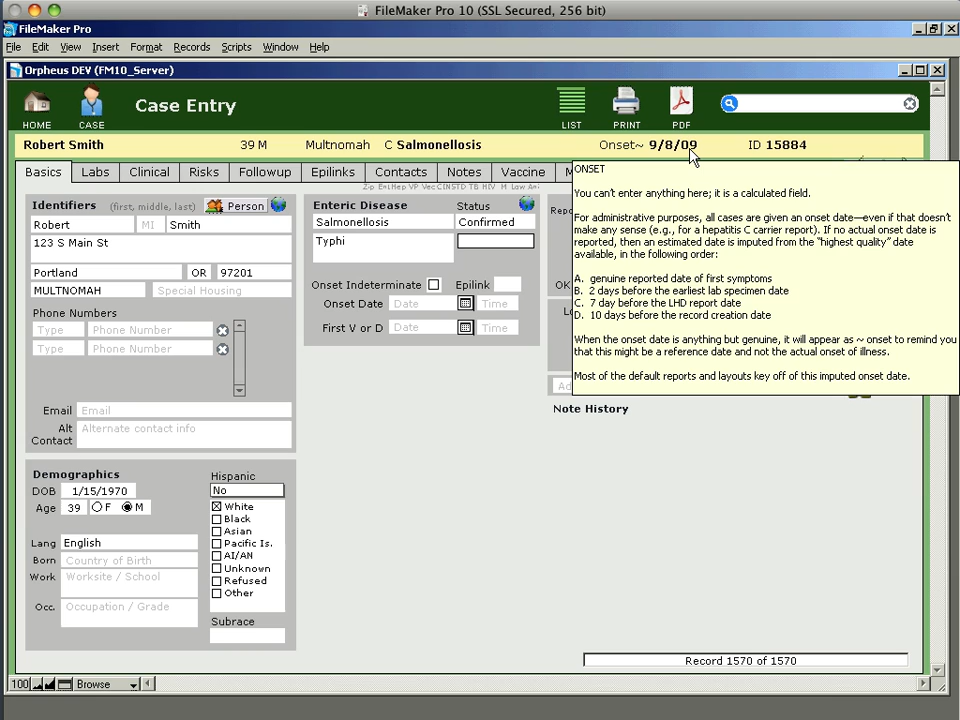 FileMaker Pro 10 (SSL Secured, 256 bit)
FileMaker Pro
File Edit View Insert Format Records Scripts Window Help
Orpheus DEV (FM10_Server)
HOME
CASE
Case Entry
LIST
PRINT
PDF
Robert Smith 39 M Multnomah C Salmonellosis Onset~ 9/8/09 ID 15884
Basics Labs Clinical Risks Followup Epilinks Contacts Notes Vaccine
Identifiers (first, middle, last) Person
Robert MI Smith
123 S Main St
Portland OR 97201
MULTNOMAH Special Housing
Phone Numbers
Type Phone Number
Type Phone Number
Email Email
Alt Contact Alternate contact info
Enteric Disease Status
Salmonellosis Confirmed
Typhi
Onset Indeterminate Epilink
Onset Date Date Time
First V or D Date Time
ONSET
You can't enter anything here; it is a calculated field.
For administrative purposes, all cases are given an onset date—even if that doesn't
make any sense (e.g., for a hepatitis C carrier report). If no actual onset date is
reported, then an estimated date is imputed from the "highest quality" date
available, in the following order:
A. genuine reported date of first symptoms
B. 2 days before the earliest lab specimen date
C. 7 day before the LHD report date
D. 10 days before the record creation date
When the onset date is anything but genuine, it will appear as ~ onset to remind you
that this might be a reference date and not the actual onset of illness.
Most of the default reports and layouts key off of this imputed onset date.
Note History
Demographics
DOB 1/15/1970
Age 39 F M
Lang English
Born Country of Birth
Work Worksite / School
Occ. Occupation / Grade
Hispanic
No
White
Black
Asian
Pacific Is.
AI/AN
Unknown
Refused
Other
Subrace
Record 1570 of 1570
100 Browse